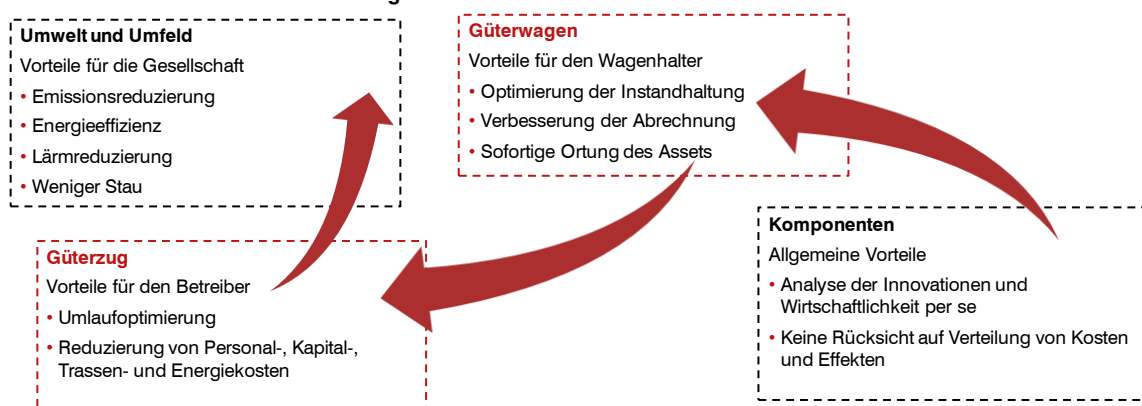 g
Umwelt und Umfeld
Vorteile für die Gesellschaft
• Emissionsreduzierung
• Energieeffizienz
• Lärmreduzierung
• Weniger Stau
Güterwagen
Vorteile für den Wagenhalter
• Optimierung der Instandhaltung
• Verbesserung der Abrechnung
• Sofortige Ortung des Assets
Güterzug
Vorteile für den Betreiber
• Umlaufoptimierung
• Reduzierung von Personal-, Kapital-,
Trassen- und Energiekosten
Komponenten
Allgemeine Vorteile
• Analyse der Innovationen und
Wirtschaftlichkeit per se
• Keine Rücksicht auf Verteilung von Kosten
und Effekten